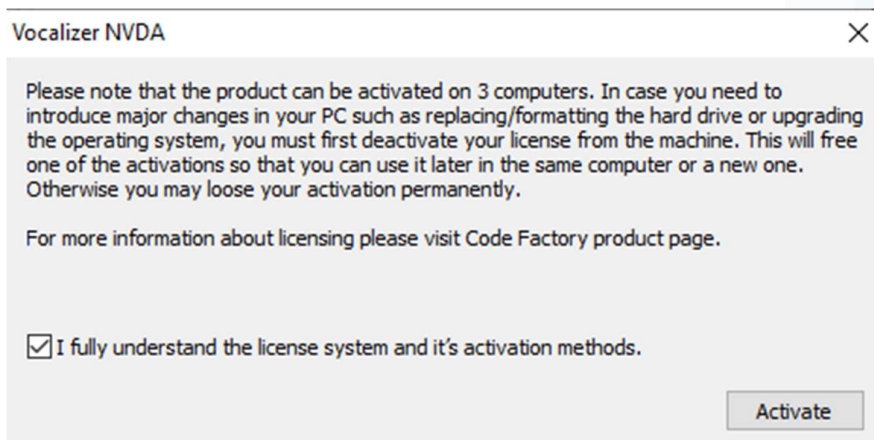 Vocalizer NVDA
Please note that the product can be activated on 3 computers. In case you need to
introduce major changes in your PC such as replacing/formatting the hard drive or upgrading
the operating system, you must first deactivate your license from the machine. This will free
one of the activations so that you can use it later in the same computer or a new one.
Otherwise you may loose your activation permanently.
For more information about licensing please visit Code Factory product page.
I fully understand the license system and it's activation methods.
Activate